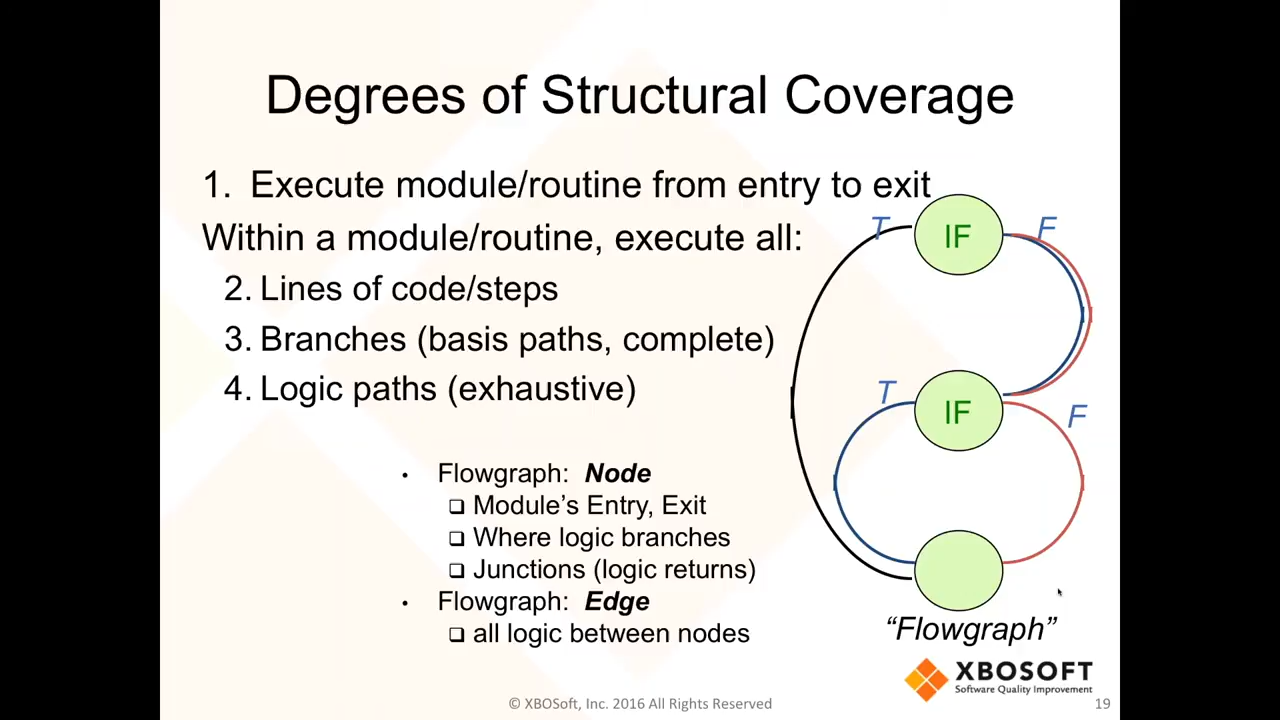 Degrees of Structural Coverage
1. Execute module/routine from entry to exit
Within a module/routine, execute all:
2. Lines of code/steps
3. Branches (basis paths, complete)
4. Logic paths (exhaustive)
T
IF
F
T
IF
F
• Flowgraph: Node
❑ Module’s Entry, Exit
❑ Where logic branches
❑ Junctions (logic returns)
• Flowgraph: Edge
❑ all logic between nodes
“Flowgraph”
XBOSOFT
Software Quality Improvement
© XBOSoft, Inc. 2016 All Rights Reserved
19